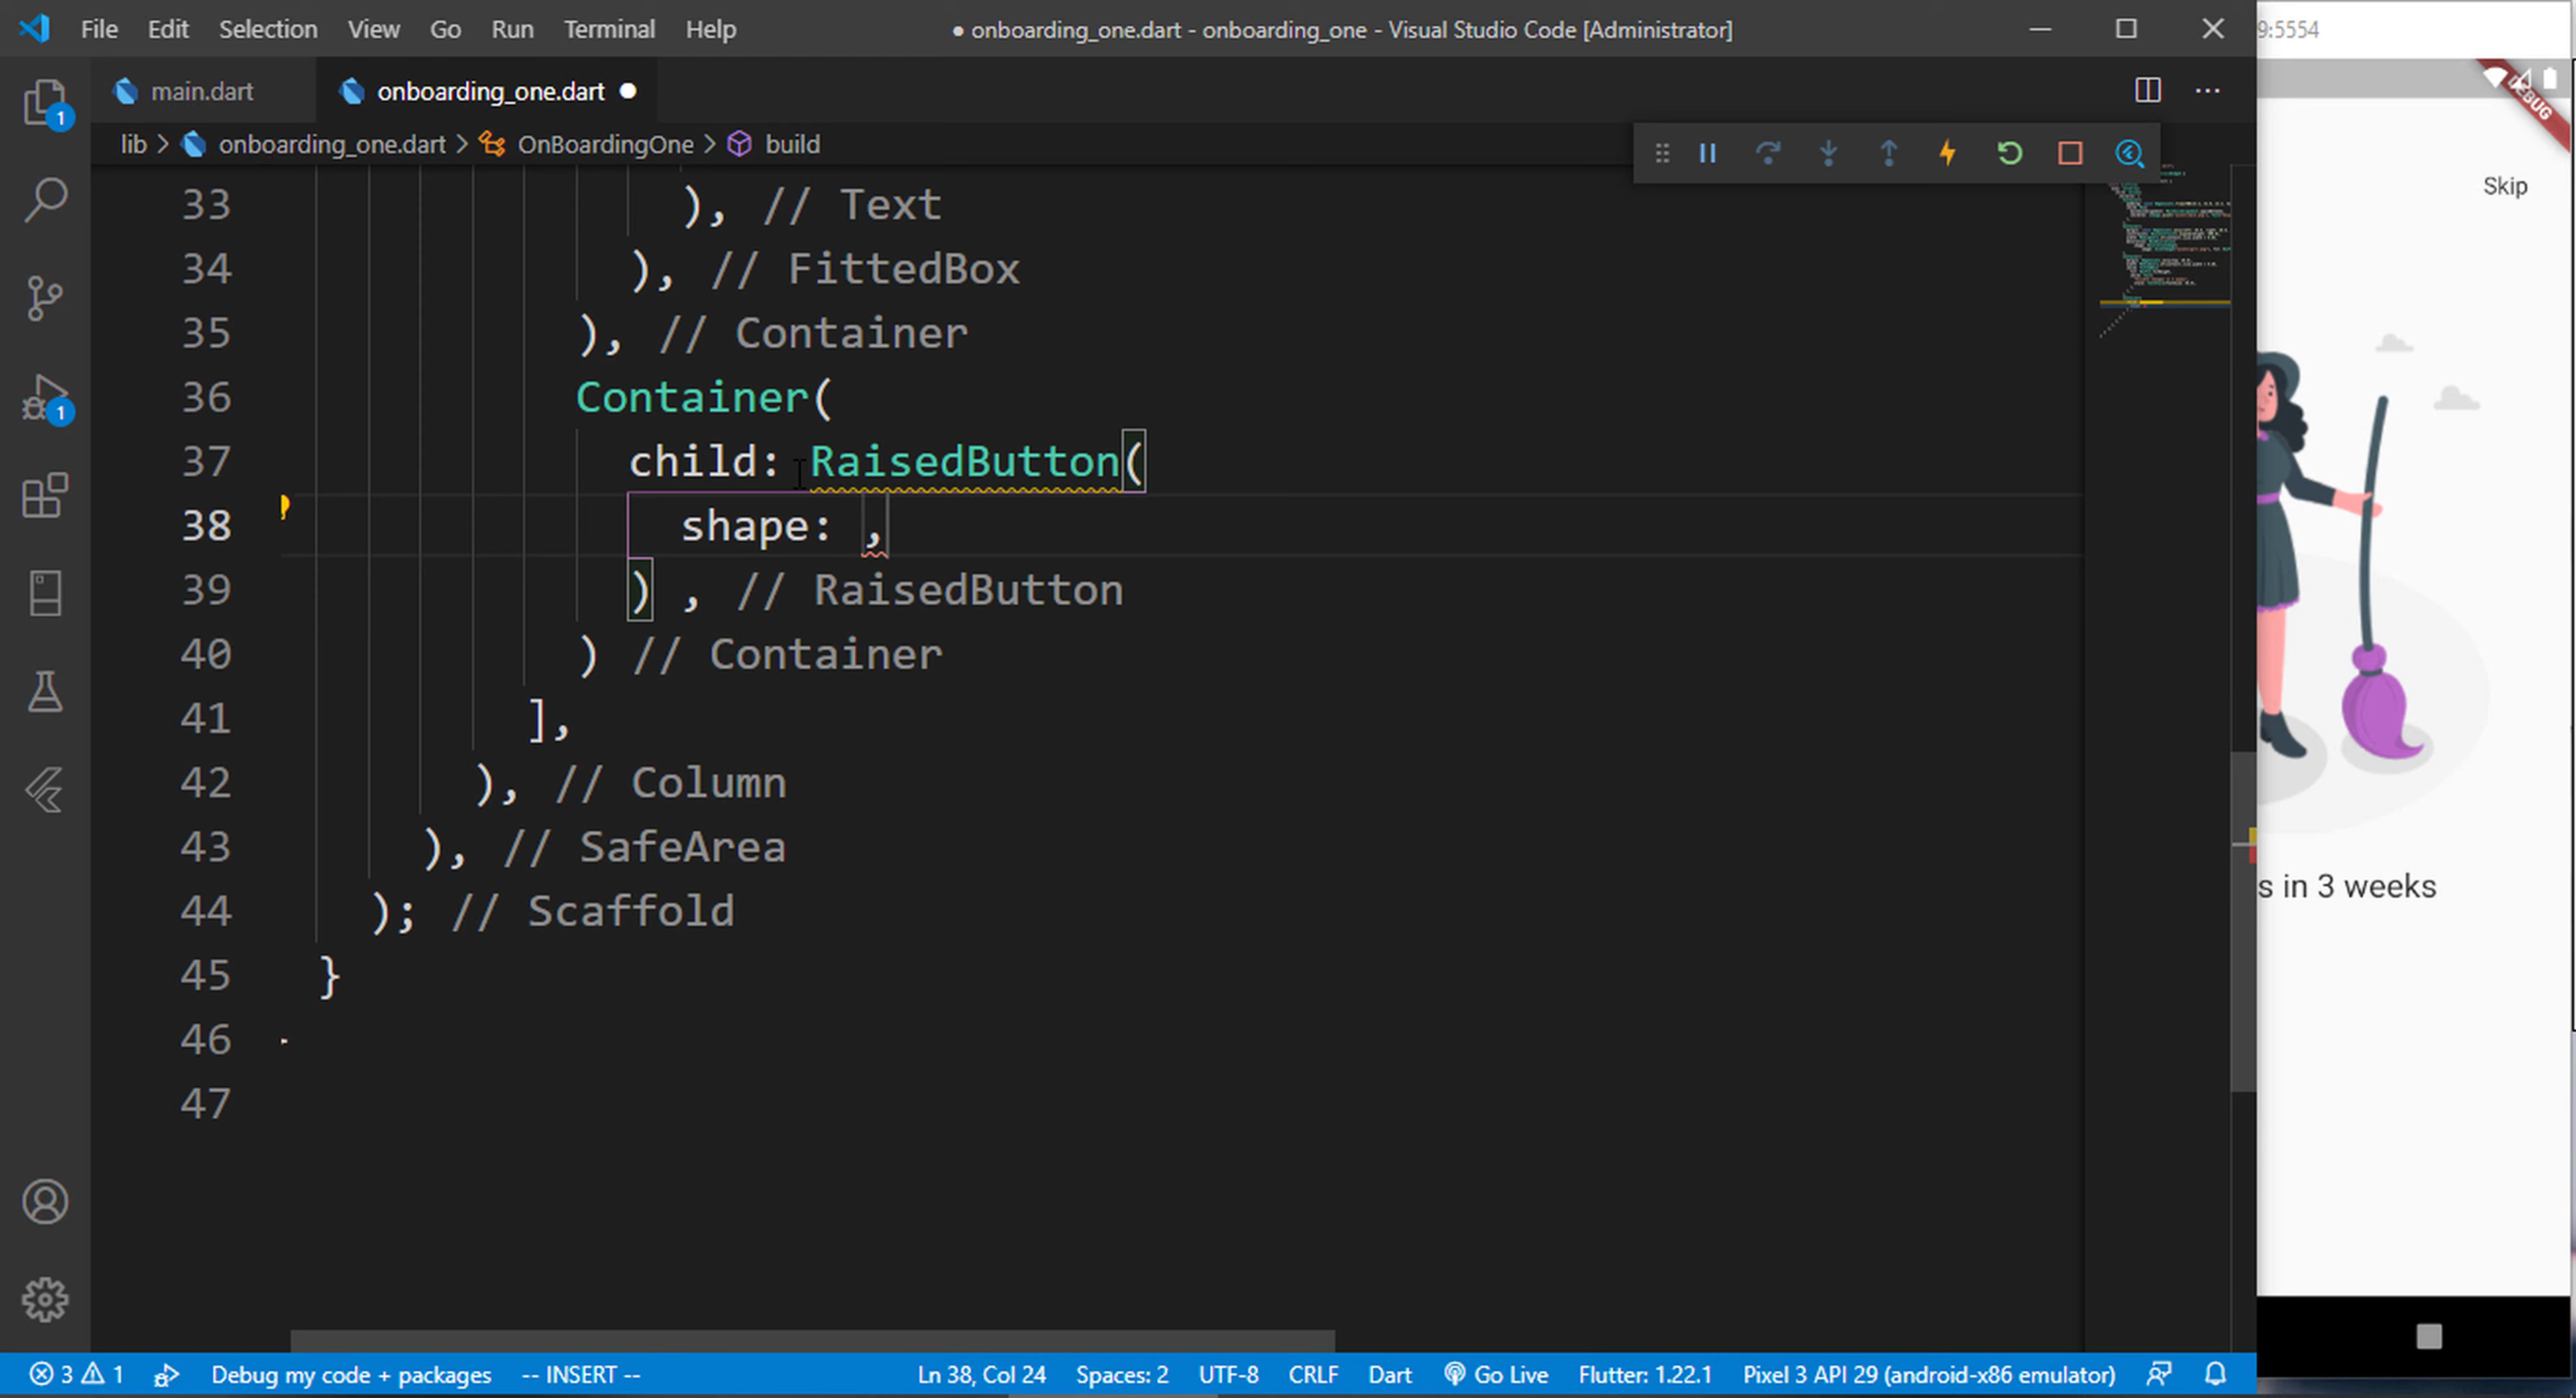 File Edit Selection View Go Run Terminal Help
● onboarding_one.dart - onboarding_one - Visual Studio Code [Administrator]
9:5554
main.dart
onboarding_one.dart ●
lib > onboarding_one.dart > OnBoardingOne > build
DEBUG
Skip
33 ), // Text
34 ), // FittedBox
35 ), // Container
36 Container(
37 child: RaisedButton(
38 shape: ,
39 ) , // RaisedButton
40 ) // Container
41 ],
42 ), // Column
43 ), // SafeArea
44 ); // Scaffold
45 }
46
47
1
1
s in 3 weeks
3 1 Debug my code + packages -- INSERT -- Ln 38, Col 24 Spaces: 2 UTF-8 CRLF Dart Go Live Flutter: 1.22.1 Pixel 3 API 29 (android-x86 emulator)